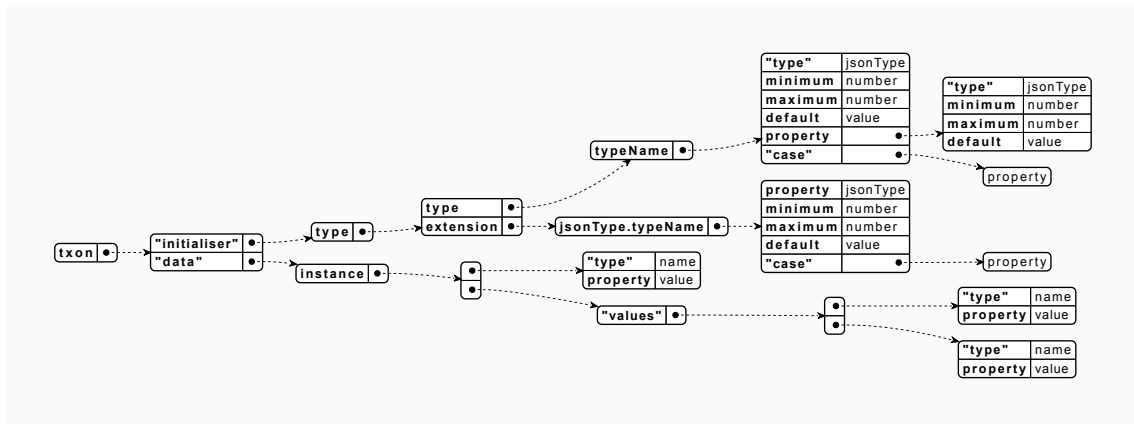 txon
"initialiser"
"data"
type
instance
type
extension
typeName
jsonType.typeName
"type" jsonType
minimum number
maximum number
default value
property
"case"
"type" jsonType
minimum number
maximum number
default value
property
property jsonType
minimum number
maximum number
default value
"case"
property
"type" name
property value
"values"
"type" name
property value
"type" name
property value